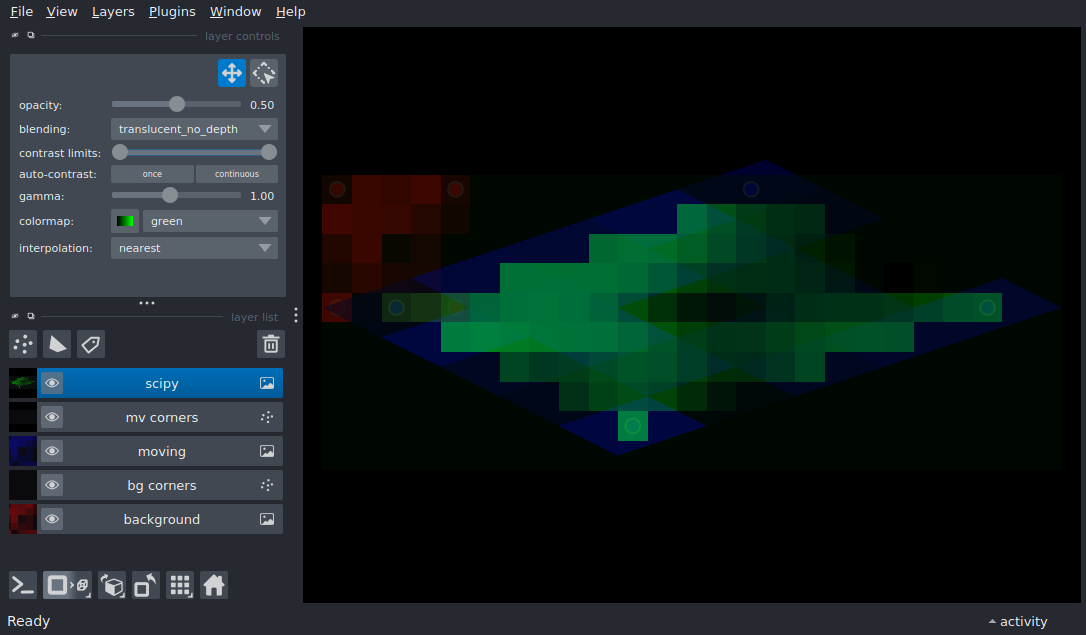 File View Layers Plugins Window Help
layer controls
opacity: 0.50
blending: translucent_no_depth
contrast limits:
auto-contrast: once continuous
gamma: 1.00
colormap: green
interpolation: nearest
layer list
scipy
mv corners
moving
bg corners
background
Ready activity